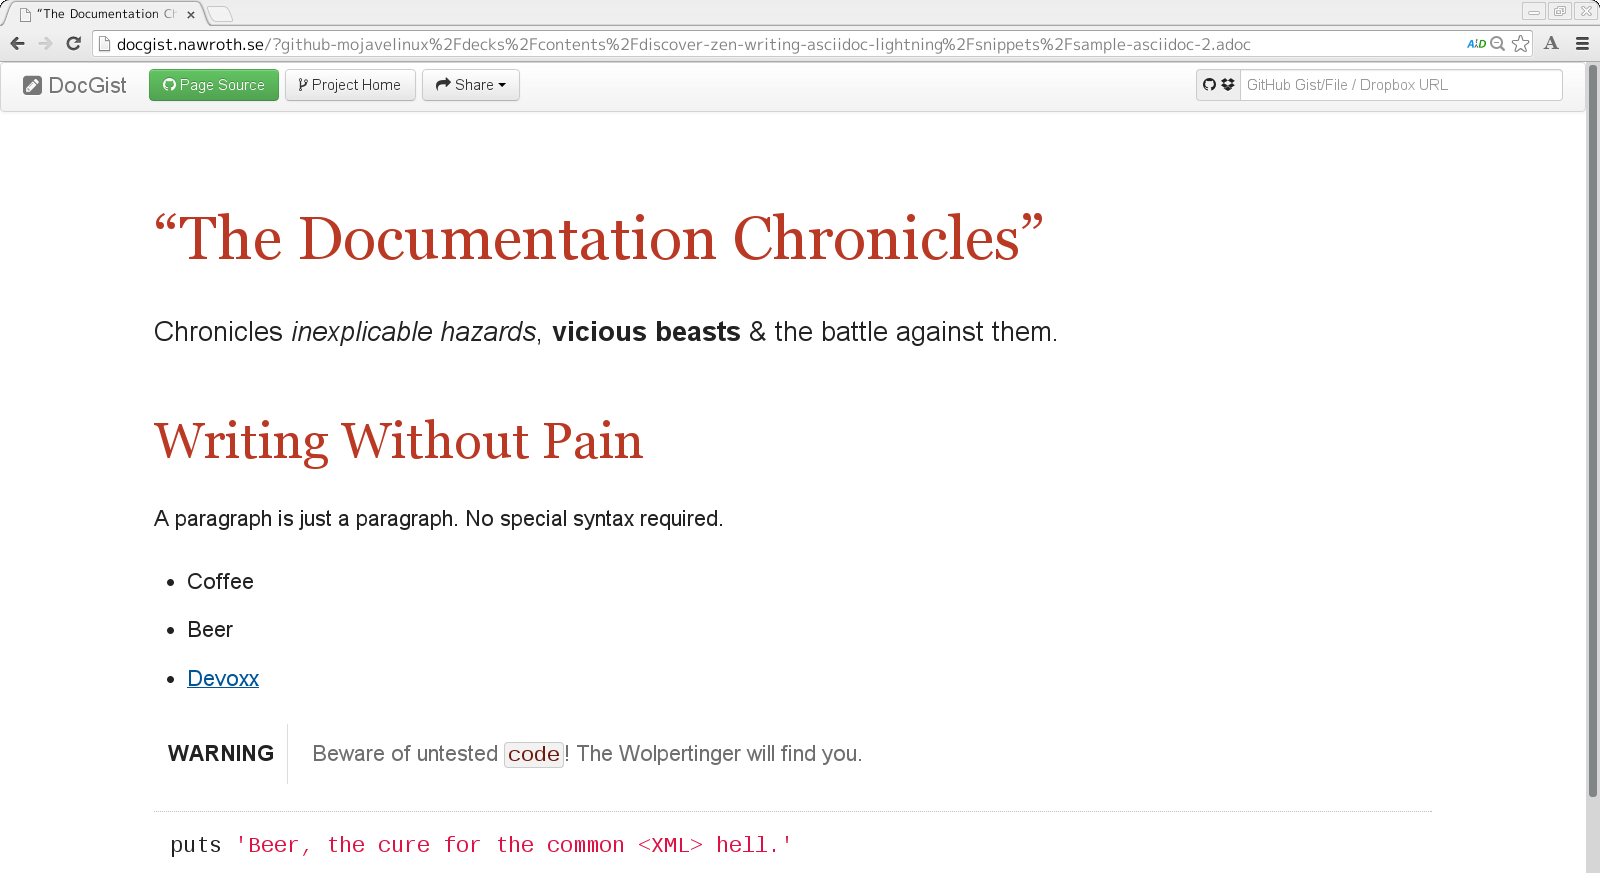 “The Documentation Ch
docgist.nawroth.se/?github-mojavelinux%2Fdecks%2Fcontents%2Fdiscover-zen-writing-asciidoc-lightning%2Fsnippets%2Fsample-asciidoc-2.adoc
A
DocGist Page Source Project Home Share GitHub Gist/File / Dropbox URL
“The Documentation Chronicles”
Chronicles inexplicable hazards, vicious beasts & the battle against them.
Writing Without Pain
A paragraph is just a paragraph. No special syntax required.
• Coffee
• Beer
• Devoxx
WARNING Beware of untested code! The Wolpertinger will find you.
puts 'Beer, the cure for the common <XML> hell.'